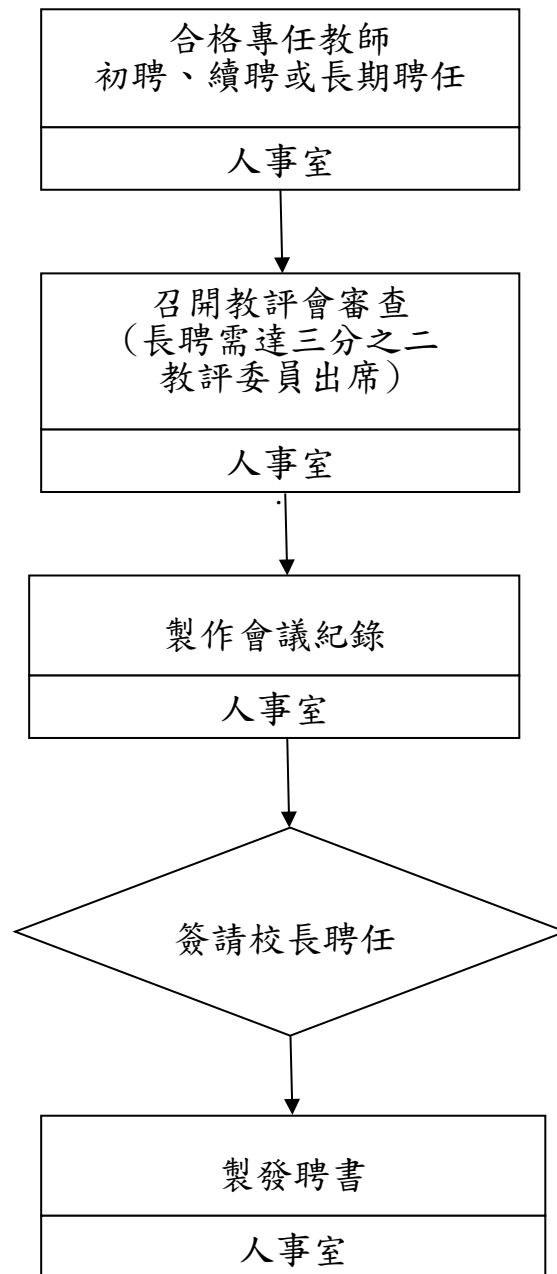 合格專任教師
初聘、續聘或長期聘任
人事室
召開教評會審查
（長聘需達三分之二
教評委員出席）
人事室
.
製作會議紀錄
人事室
簽請校長聘任
製發聘書
人事室